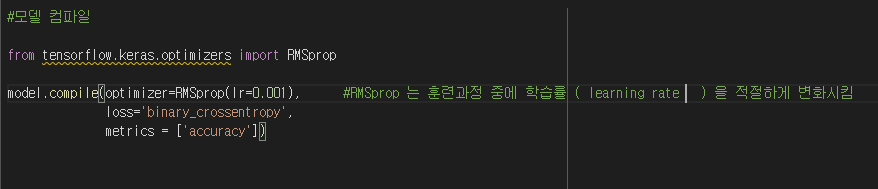 #모델 컴파일
from tensorflow.keras.optimizers import RMSprop
model.compile(optimizer=RMSprop(lr=0.001), #RMSprop 는 훈련과정 중에 학습률 ( learning rate ) 을 적절하게 변화시킴
loss='binary_crossentropy',
metrics = ['accuracy'])